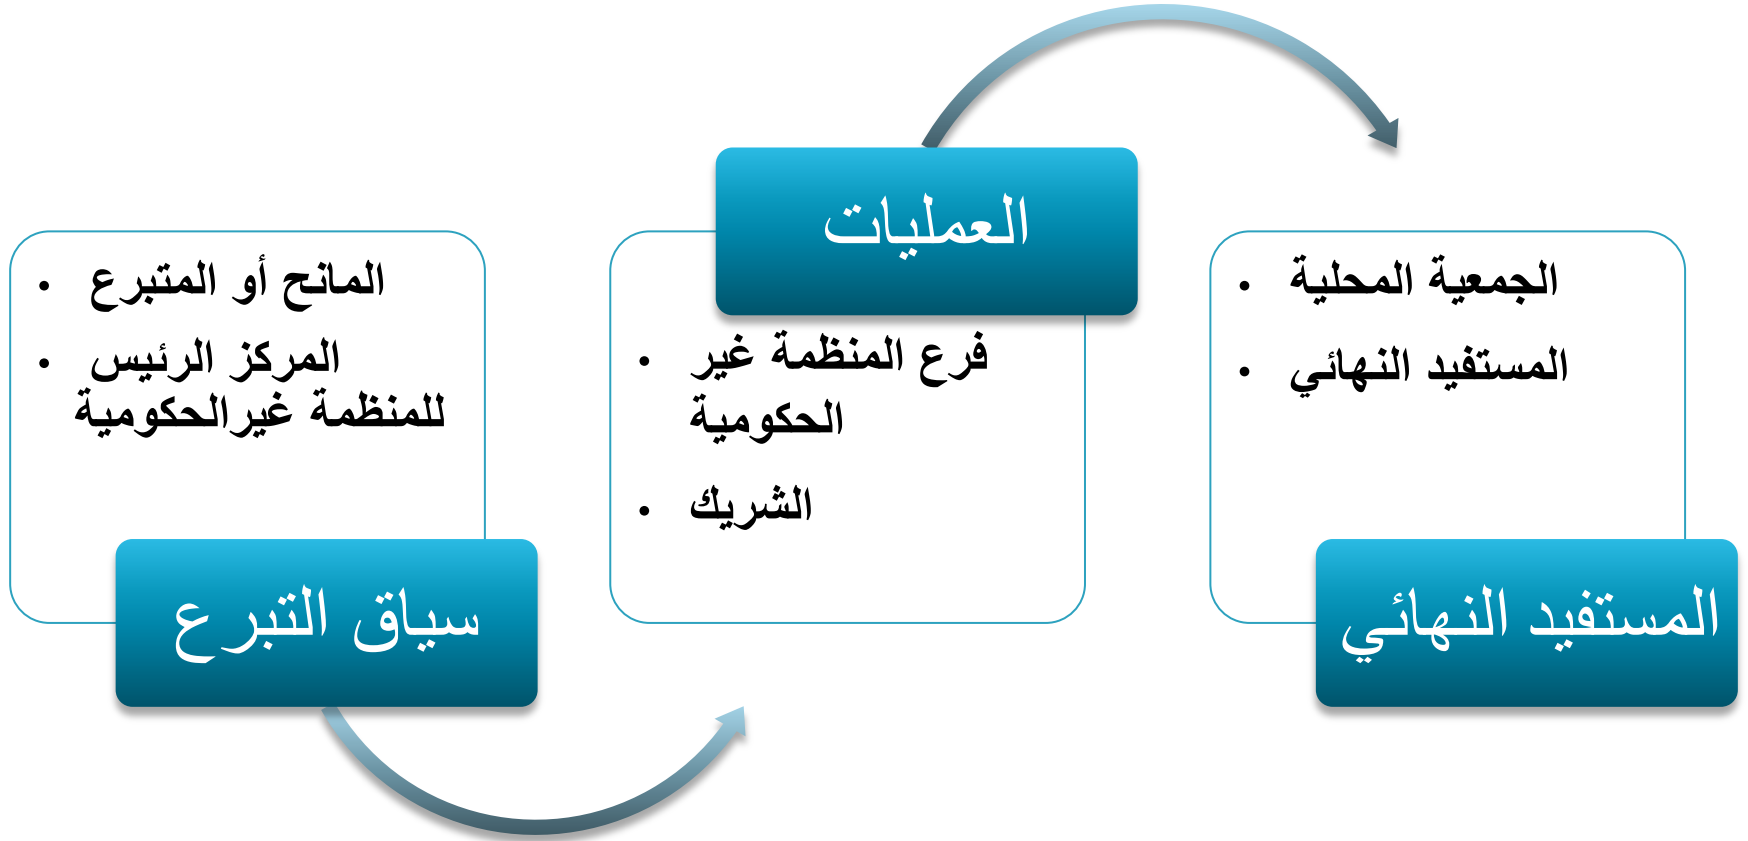 • المانح أو المتبرع
• المركز الرئيس
للمنظمة غيرالحكومية
سياق التبرع
العمليات
• فرع المنظمة غير
الحكومية
• الشريك
• الجمعية المحلية
• المستفيد النهائي
المستفيد النهائي